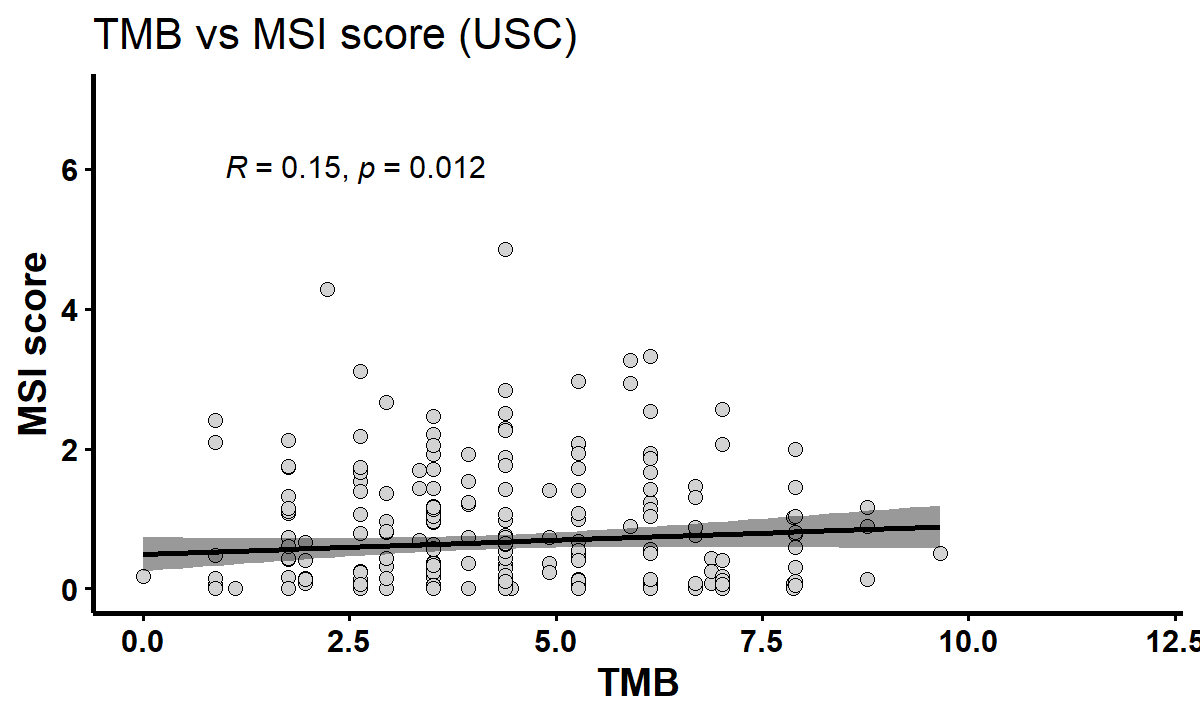 TMB vs MSI score (USC)
R = 0.15, p = 0.012
MSI score
6
4
2
0
0.0 2.5 5.0 7.5 10.0 12.5
TMB